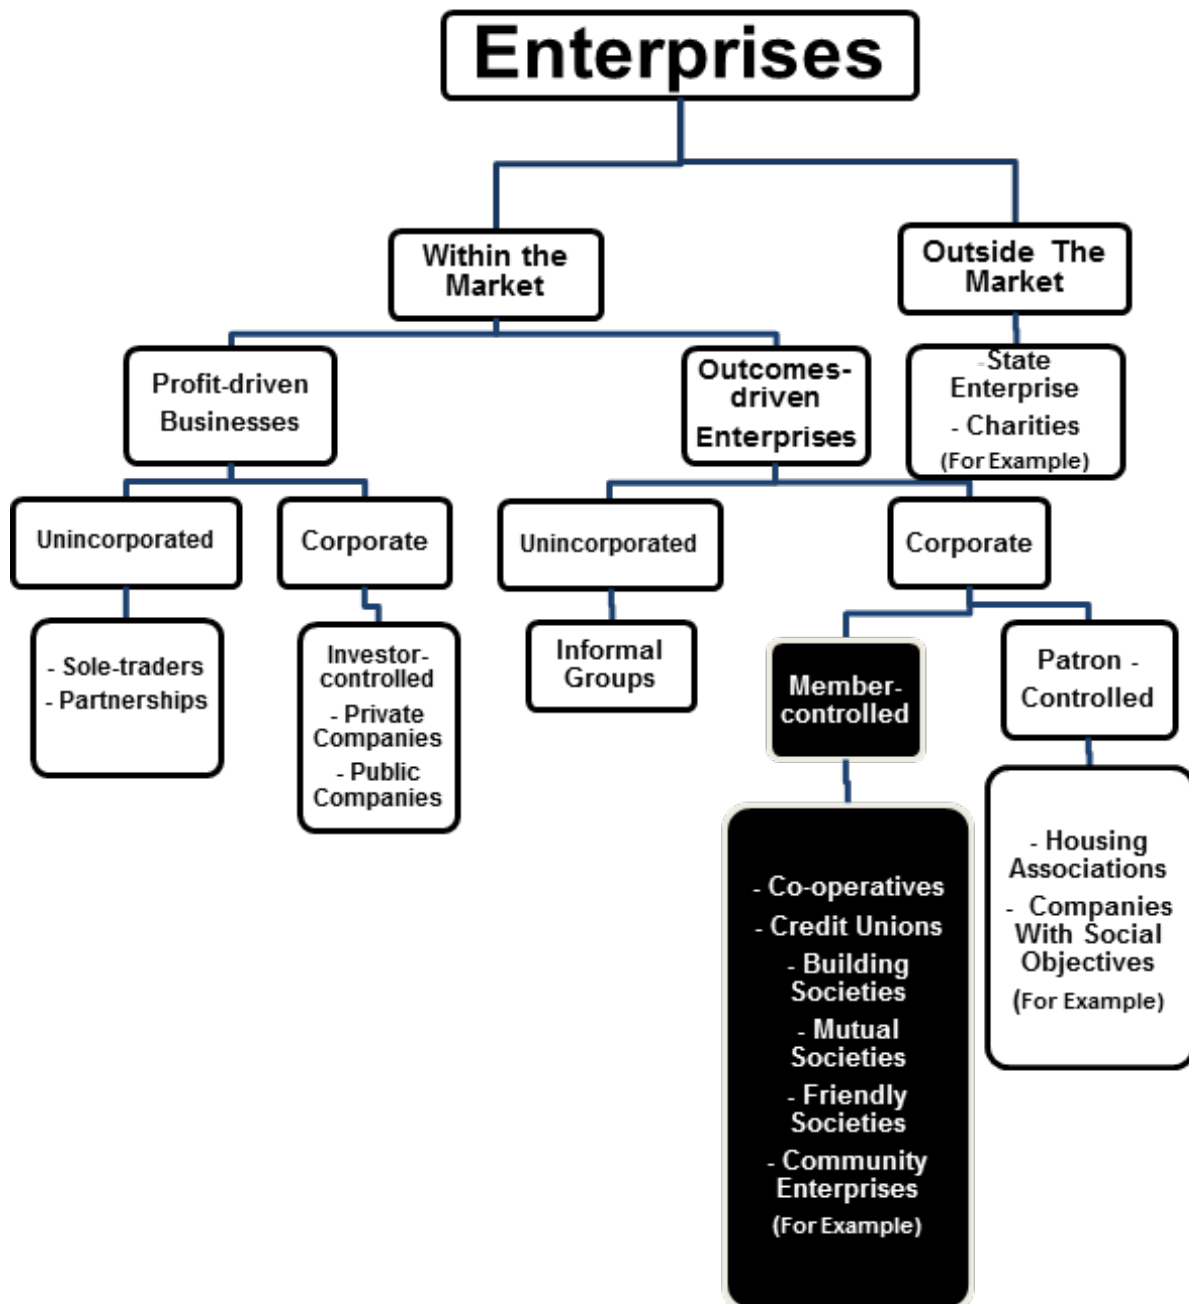 Enterprises
Within the
Market
Outside The
Market
Profit-driven
Businesses
Outcomes-
driven
Enterprises
-State
Enterprise
- Charities
(For Example)
Unincorporated
Corporate
Unincorporated
Corporate
- Sole-traders
- Partnerships
Investor-
controlled
- Private
Companies
- Public
Companies
Informal
Groups
Member-
controlled
Patron -
Controlled
- Co-operatives
- Credit Unions
- Building
Societies
- Mutual
Societies
- Friendly
Societies
- Community
Enterprises
(For Example)
- Housing
Associations
- Companies
With Social
Objectives
(For Example)